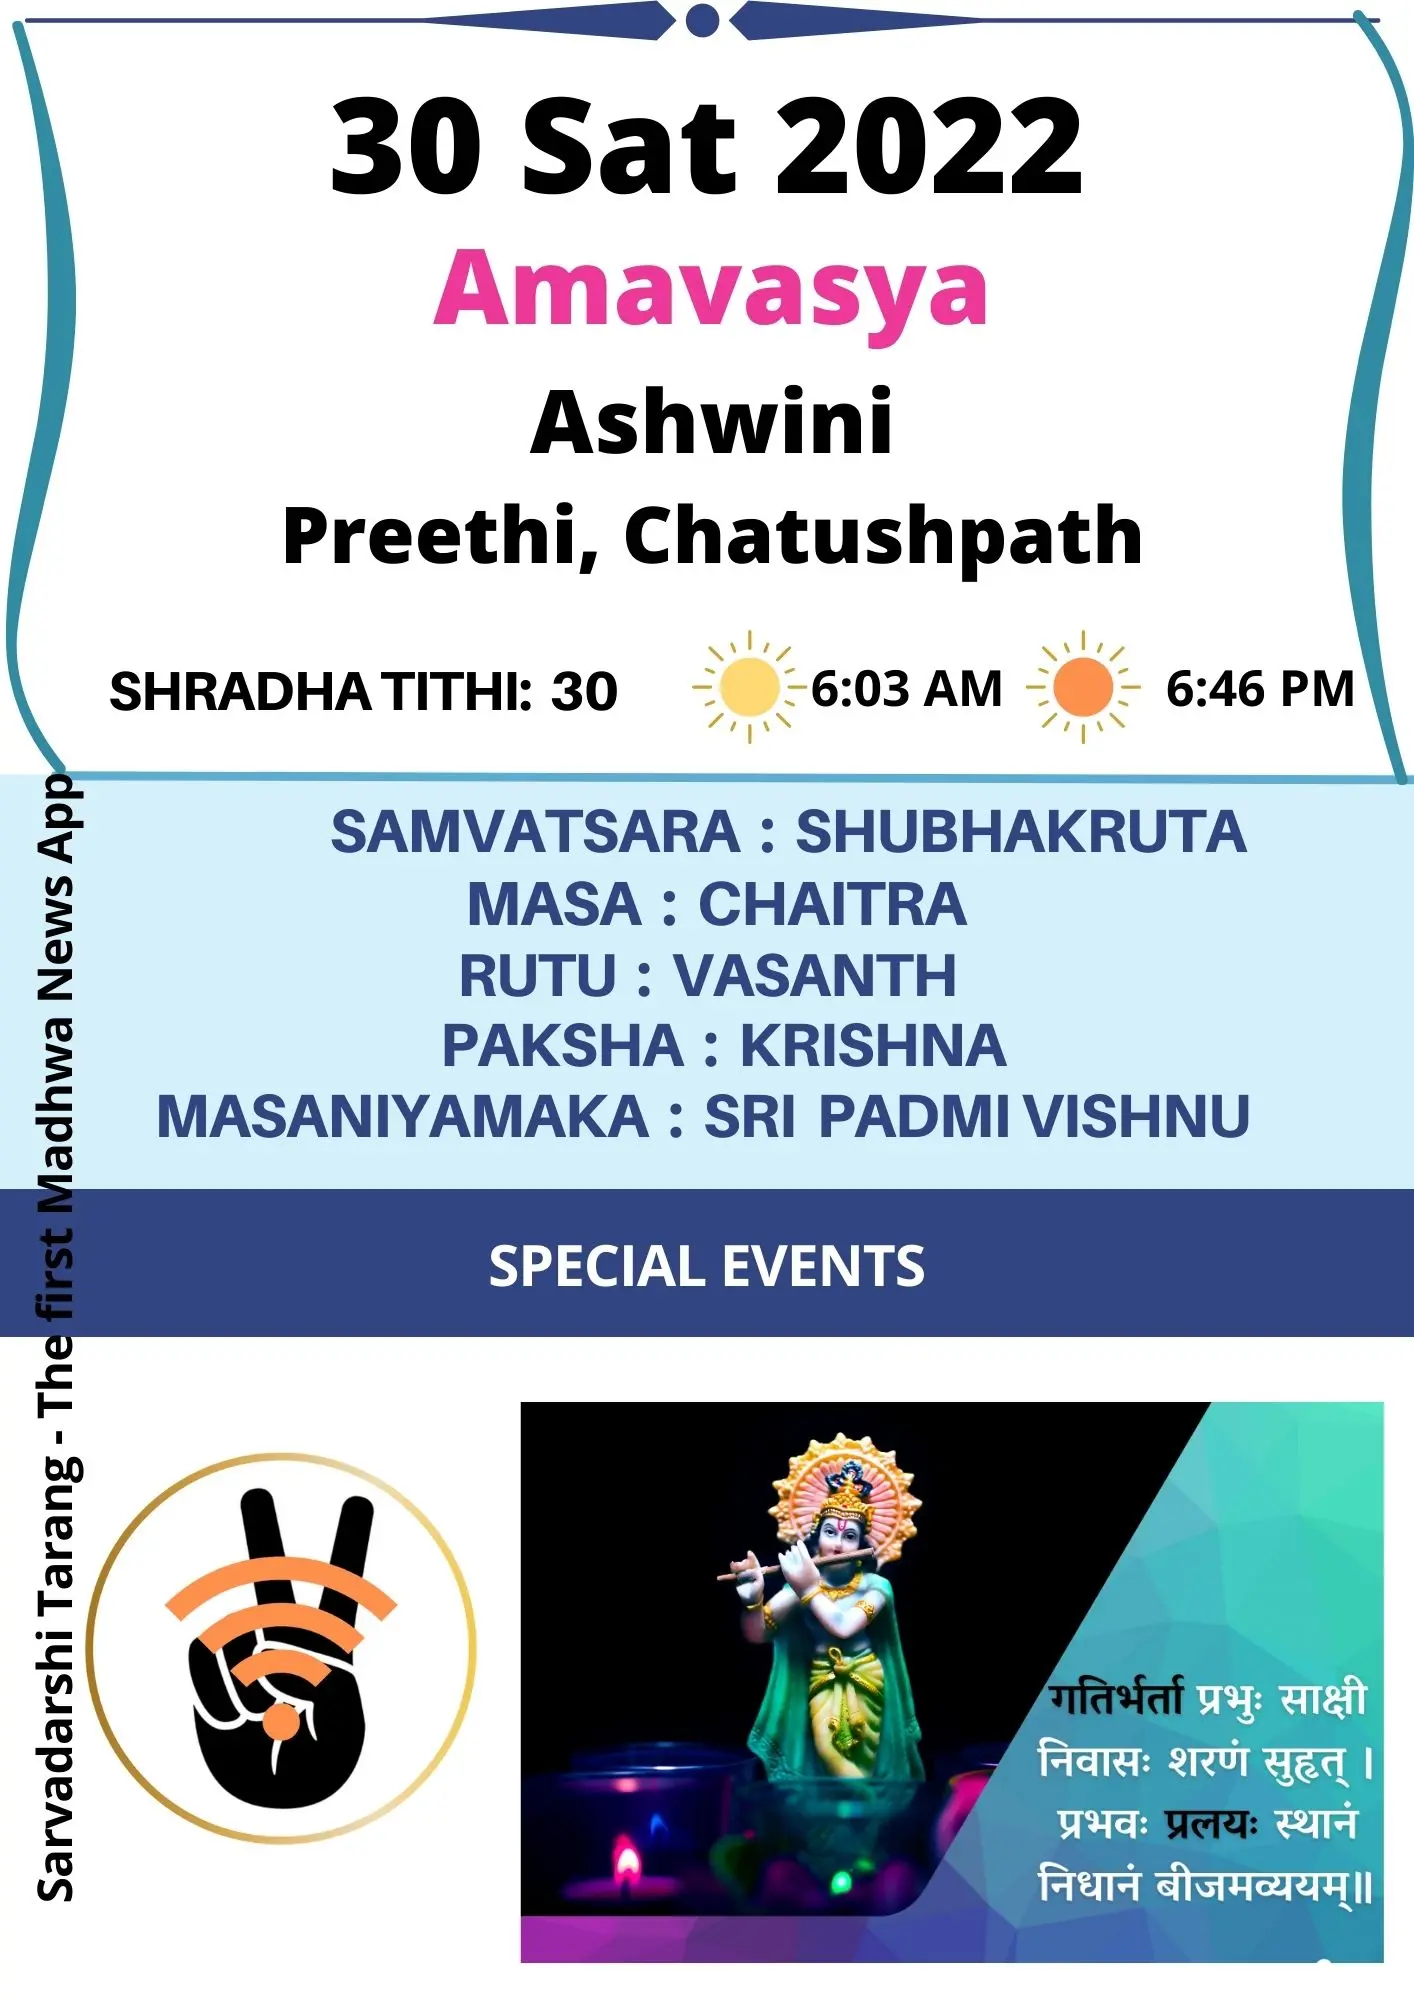 30 Sat 2022
Amavasya
Ashwini
Preethi, Chatushpath
SHRADHA TITHI: 30 6:03 AM 6:46 PM
SAMVATSARA : SHUBHAKRUTA
MASA : CHAITRA
RUTU : VASANTH
PAKSHA : KRISHNA
MASANIYAMAKA : SRI PADMI VISHNU
SPECIAL EVENTS
Sarvadarshi Tarang - The first Madhwa News App
गतिर्भर्ता प्रभुः साक्षी
निवासः शरणं सुहृत् ।
प्रभवः प्रलयः स्थानं
निधानं बीजमव्ययम्॥